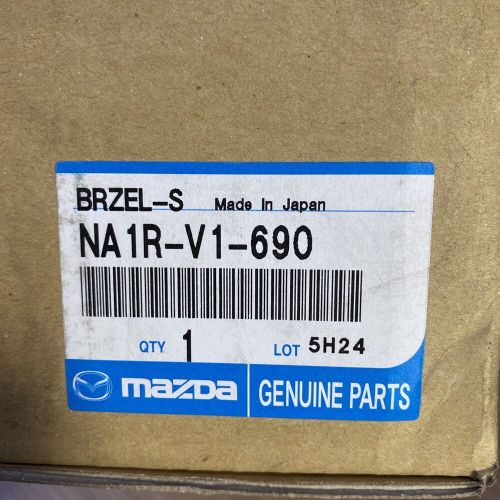 BRZEL-S Made In Japan
NA1R-V1-690
QTY 1 LOT 5H24
mazda GENUINE PARTS